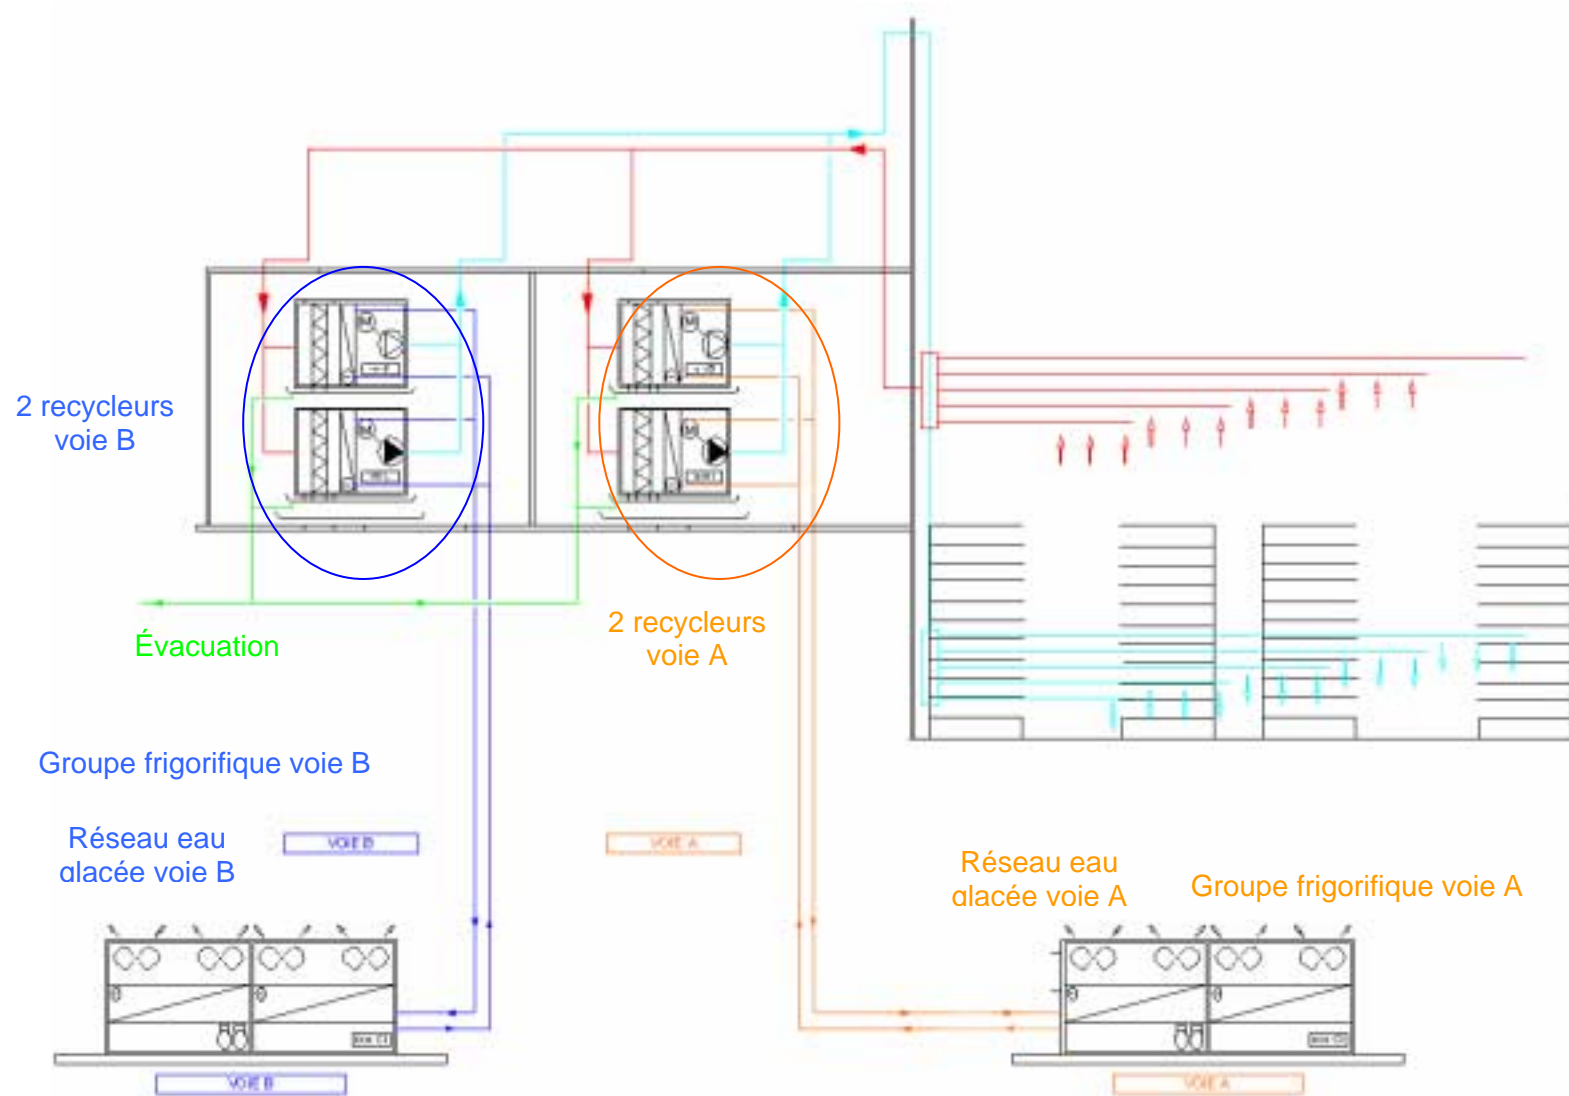 2 recycleurs
voie B
2 recycleurs
voie A
Évacuation
Groupe frigorifique voie B
Réseau eau
glacée voie B
VOIE B
VOIE A
Réseau eau
glacée voie A
Groupe frigorifique voie A
M
M
M
M
VOIE B
VOIE A